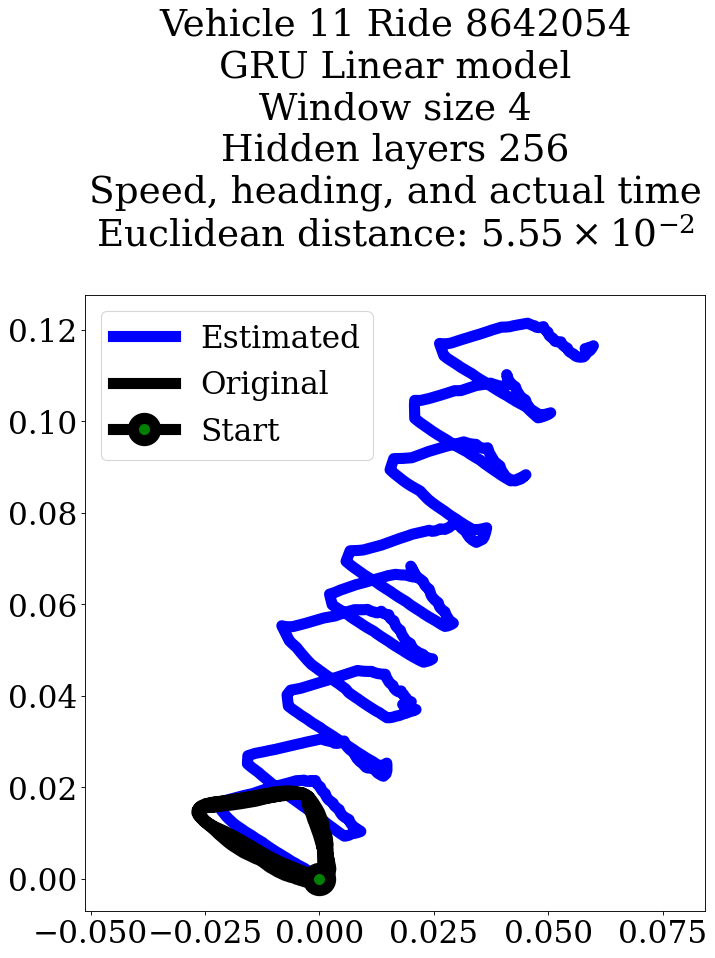 Vehicle 11 Ride 8642054
GRU Linear model
Window size 4
Hidden layers 256
Speed, heading, and actual time
Euclidean distance: 5.55 × 10⁻²
Estimated
Original
Start
0.12
0.10
0.08
0.06
0.04
0.02
0.00
−0.050 −0.025 0.000 0.025 0.050 0.075